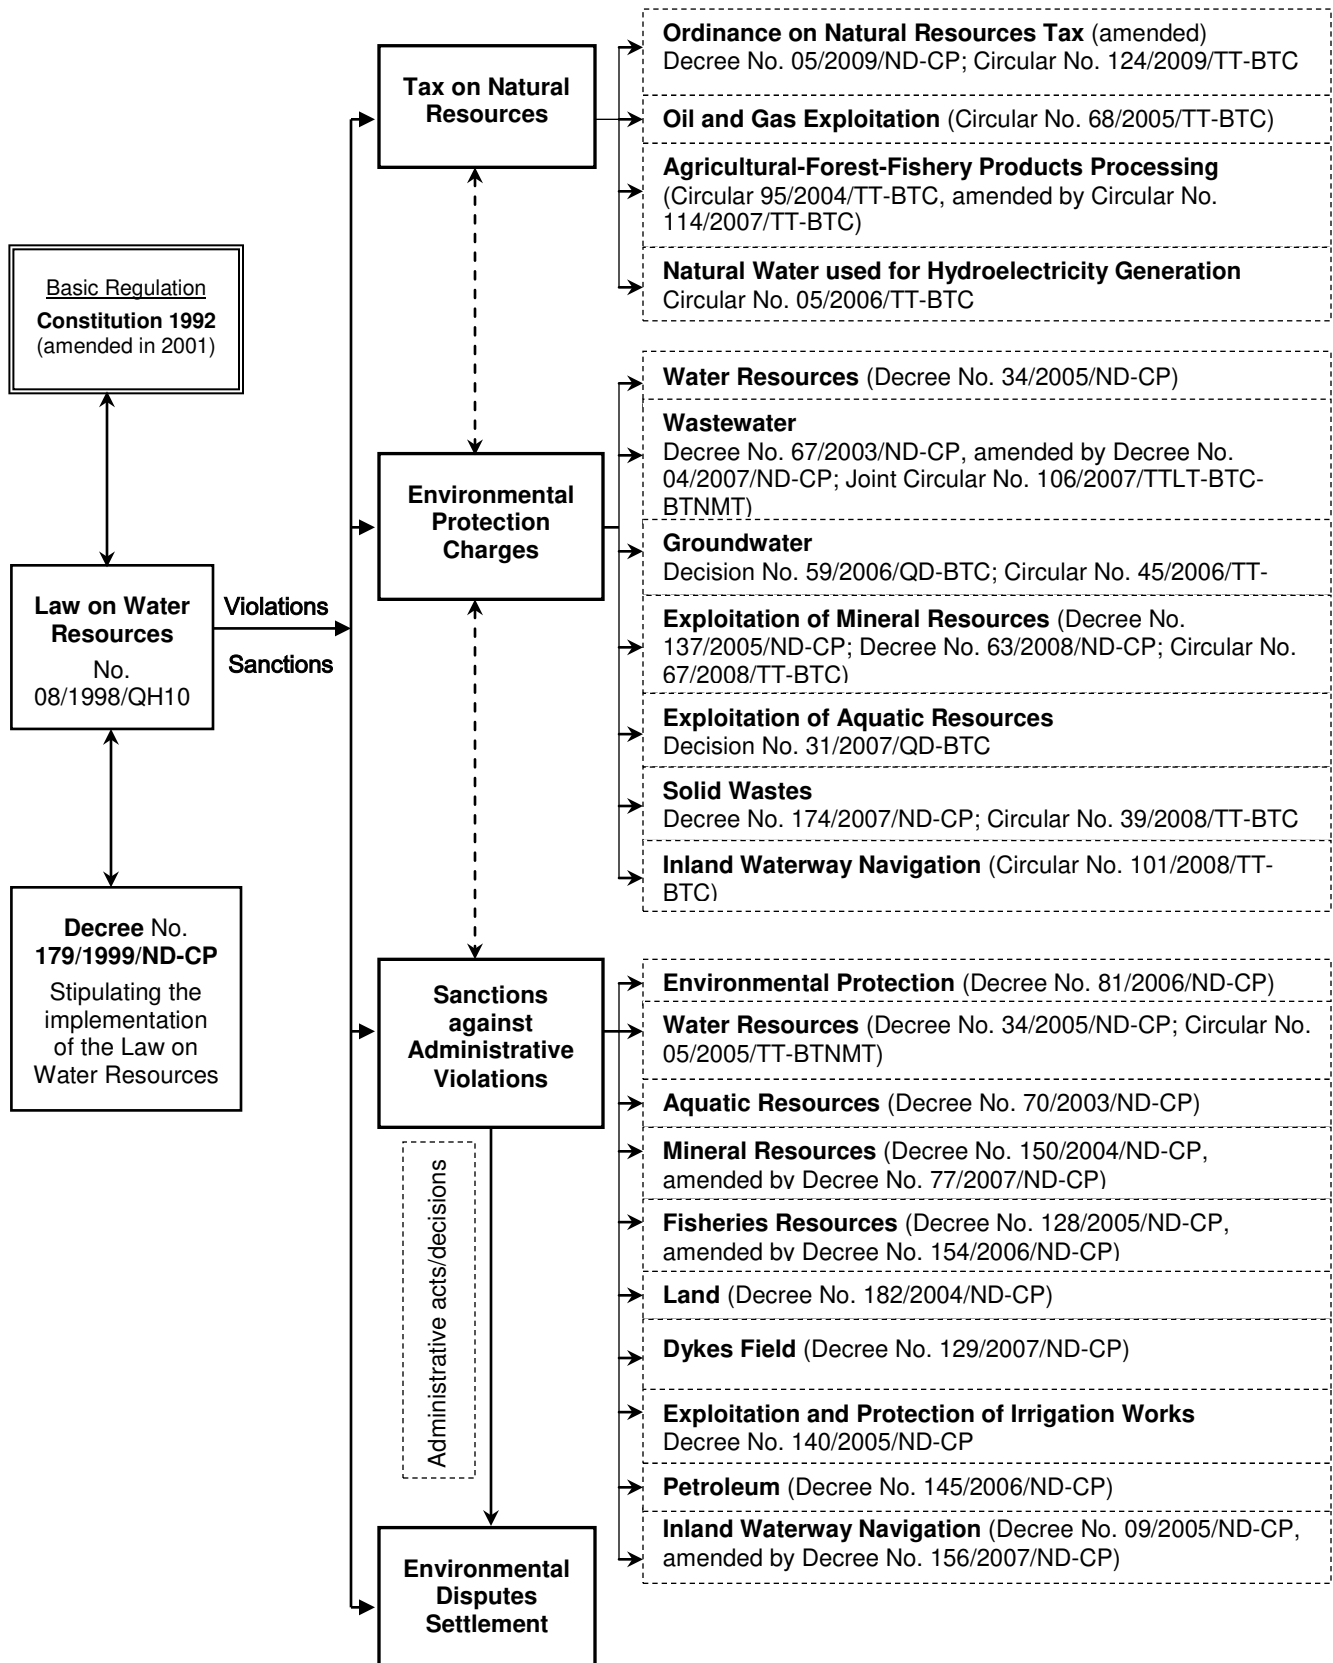 Basic Regulation
Constitution 1992
(amended in 2001)
Law on Water
Resources
No.
08/1998/QH10
Decree No.
179/1999/ND-CP
Stipulating the
implementation
of the Law on
Water Resources
Violations
Sanctions
Tax on Natural
Resources
Ordinance on Natural Resources Tax (amended)
Decree No. 05/2009/ND-CP; Circular No. 124/2009/TT-BTC
Oil and Gas Exploitation (Circular No. 68/2005/TT-BTC)
Agricultural-Forest-Fishery Products Processing
(Circular 95/2004/TT-BTC, amended by Circular No.
114/2007/TT-BTC)
Natural Water used for Hydroelectricity Generation
Circular No. 05/2006/TT-BTC
Environmental
Protection
Charges
Water Resources (Decree No. 34/2005/ND-CP)
Wastewater
Decree No. 67/2003/ND-CP, amended by Decree No.
04/2007/ND-CP; Joint Circular No. 106/2007/TTLT-BTC-
BTNMT)
Groundwater
Decision No. 59/2006/QD-BTC; Circular No. 45/2006/TT-
Exploitation of Mineral Resources (Decree No.
137/2005/ND-CP; Decree No. 63/2008/ND-CP; Circular No.
67/2008/TT-BTC)
Exploitation of Aquatic Resources
Decision No. 31/2007/QD-BTC
Solid Wastes
Decree No. 174/2007/ND-CP; Circular No. 39/2008/TT-BTC
Inland Waterway Navigation (Circular No. 101/2008/TT-
BTC)
Sanctions
against
Administrative
Violations
Environmental Protection (Decree No. 81/2006/ND-CP)
Water Resources (Decree No. 34/2005/ND-CP; Circular No.
05/2005/TT-BTNMT)
Aquatic Resources (Decree No. 70/2003/ND-CP)
Mineral Resources (Decree No. 150/2004/ND-CP,
amended by Decree No. 77/2007/ND-CP)
Fisheries Resources (Decree No. 128/2005/ND-CP,
amended by Decree No. 154/2006/ND-CP)
Land (Decree No. 182/2004/ND-CP)
Dykes Field (Decree No. 129/2007/ND-CP)
Exploitation and Protection of Irrigation Works
Decree No. 140/2005/ND-CP
Petroleum (Decree No. 145/2006/ND-CP)
Inland Waterway Navigation (Decree No. 09/2005/ND-CP,
amended by Decree No. 156/2007/ND-CP)
Administrative acts/decisions
Environmental
Disputes
Settlement